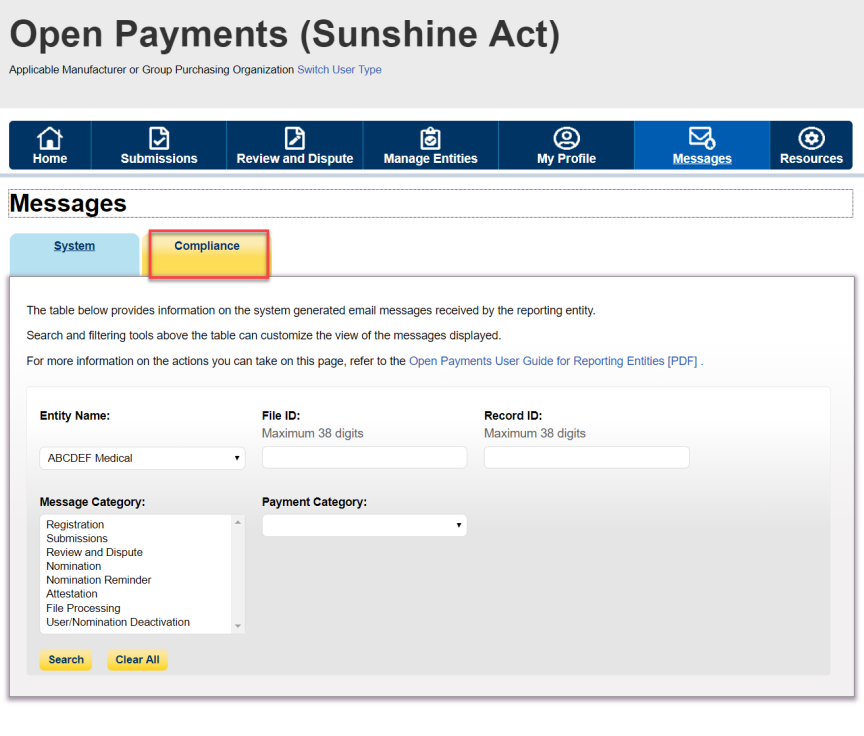 Open Payments (Sunshine Act)
Applicable Manufacturer or Group Purchasing Organization Switch User Type
Home Submissions Review and Dispute Manage Entities My Profile Messages Resources
Messages
System Compliance
The table below provides information on the system generated email messages received by the reporting entity.
Search and filtering tools above the table can customize the view of the messages displayed.
For more information on the actions you can take on this page, refer to the Open Payments User Guide for Reporting Entities [PDF] .
Entity Name: File ID: Record ID:
Maximum 38 digits Maximum 38 digits
ABCDEF Medical
Message Category: Payment Category:
Registration
Submissions
Review and Dispute
Nomination
Nomination Reminder
Attestation
File Processing
User/Nomination Deactivation
Search Clear All